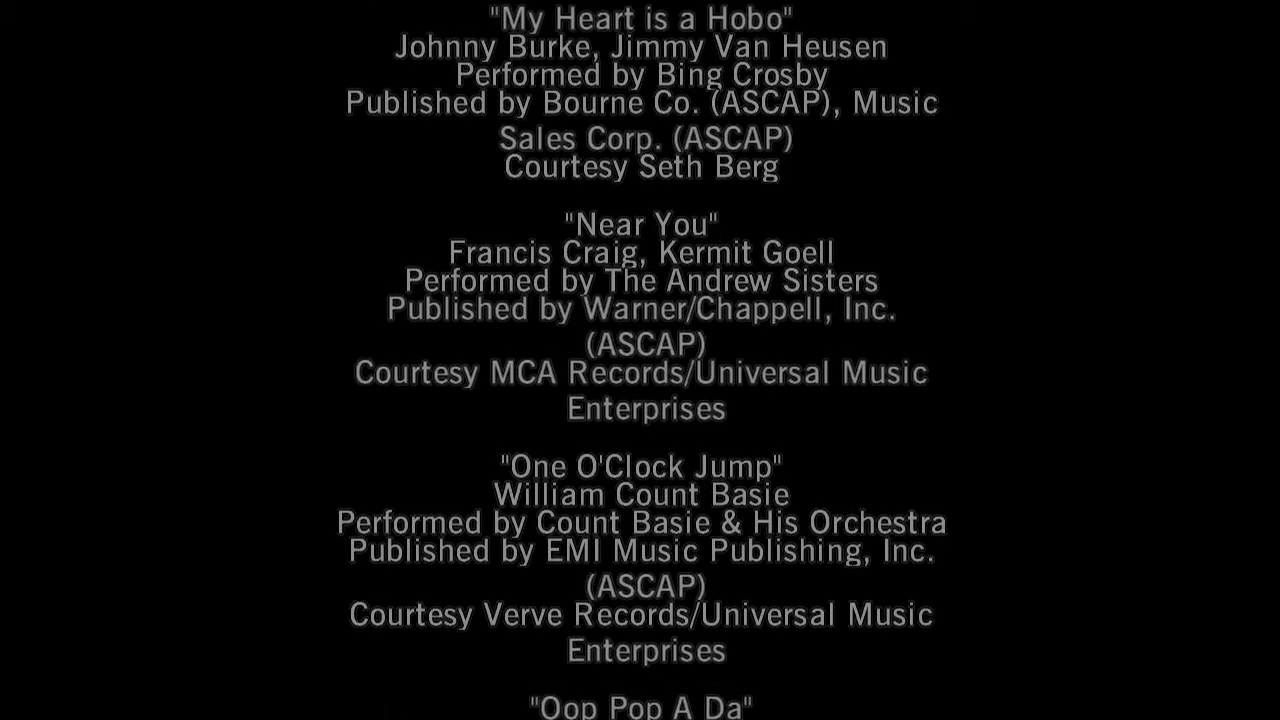 "My Heart is a Hobo"
Johnny Burke, Jimmy Van Heusen
Performed by Bing Crosby
Published by Bourne Co. (ASCAP), Music
Sales Corp. (ASCAP)
Courtesy Seth Berg
"Near You"
Francis Craig, Kermit Goell
Performed by The Andrew Sisters
Published by Warner/Chappell, Inc.
(ASCAP)
Courtesy MCA Records/Universal Music
Enterprises
"One O'Clock Jump"
William Count Basie
Performed by Count Basie & His Orchestra
Published by EMI Music Publishing, Inc.
(ASCAP)
Courtesy Verve Records/Universal Music
Enterprises
"Oop Pop A Da"